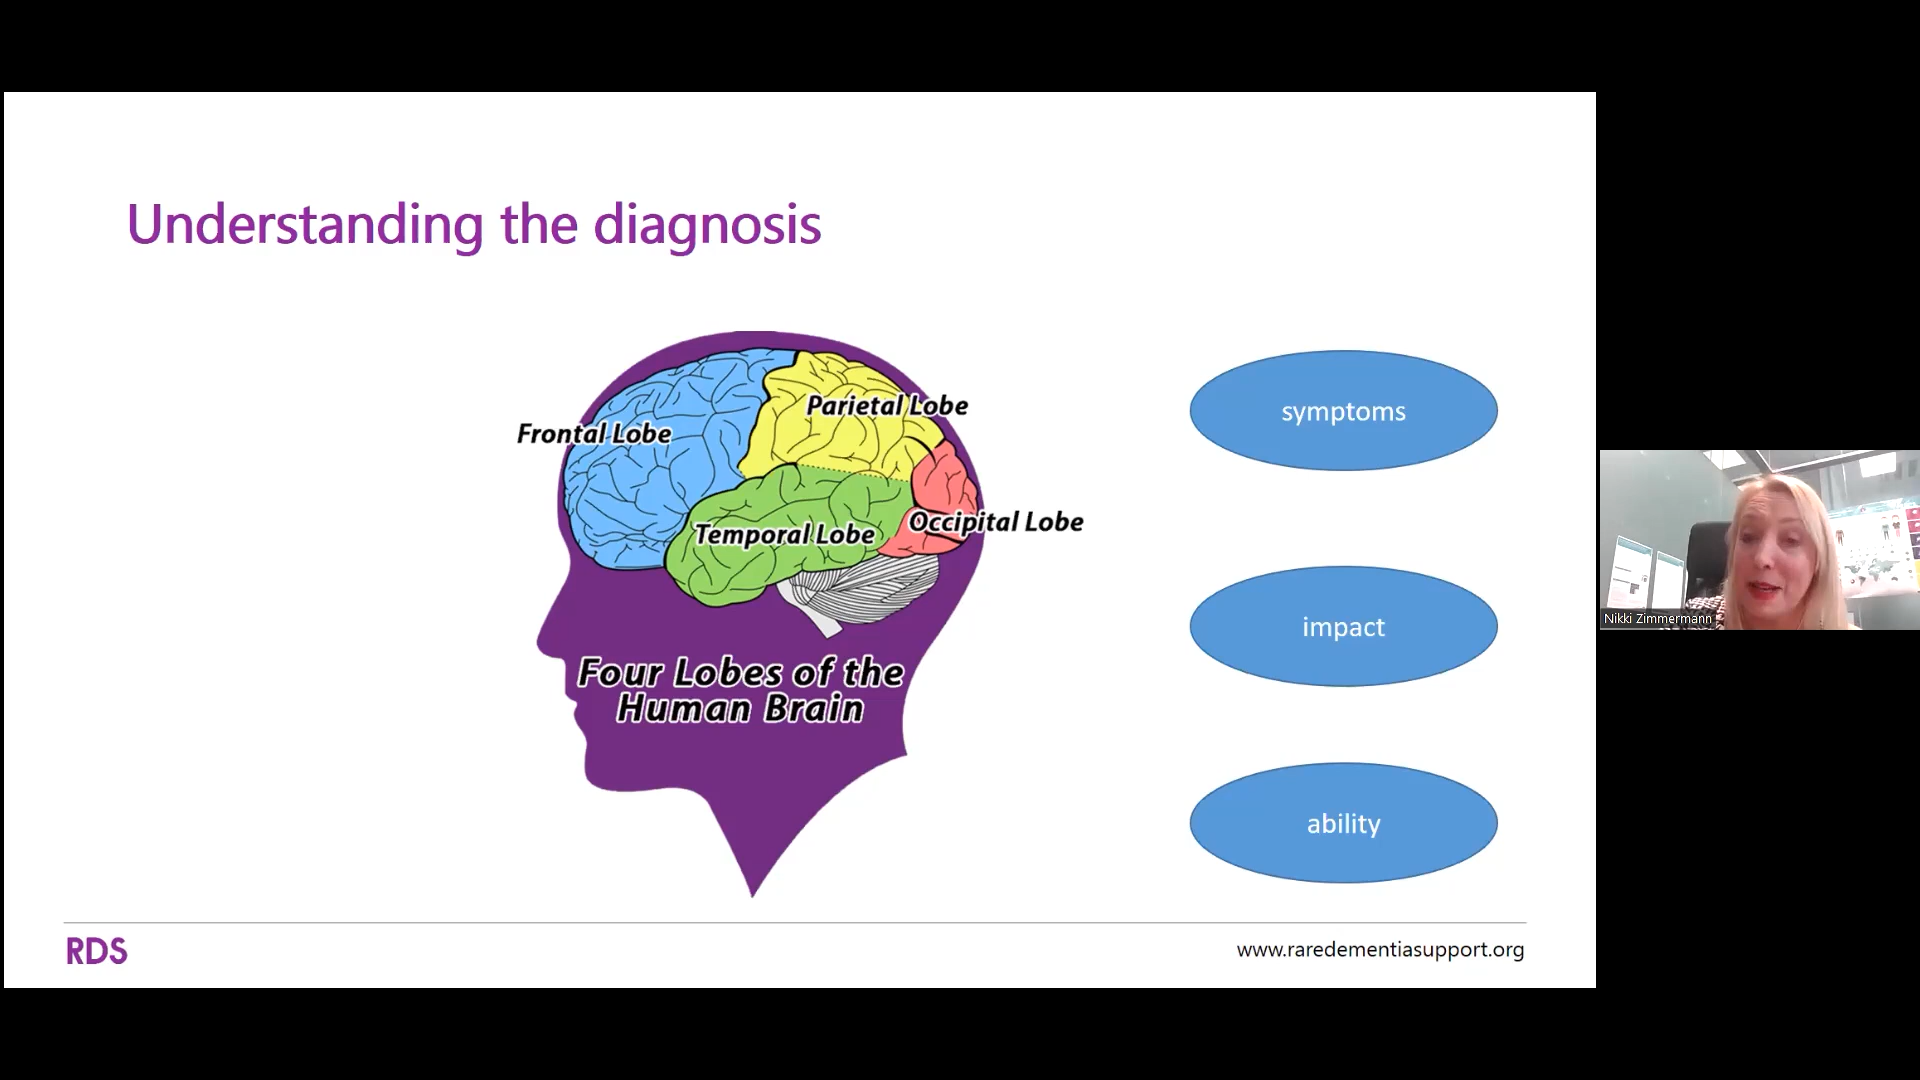 Understanding the diagnosis
Frontal Lobe
Parietal Lobe
Temporal Lobe
Occipital Lobe
Four Lobes of the
Human Brain
symptoms
impact
ability
Nikki Zimmermann
RDS
www.raredementiasupport.org